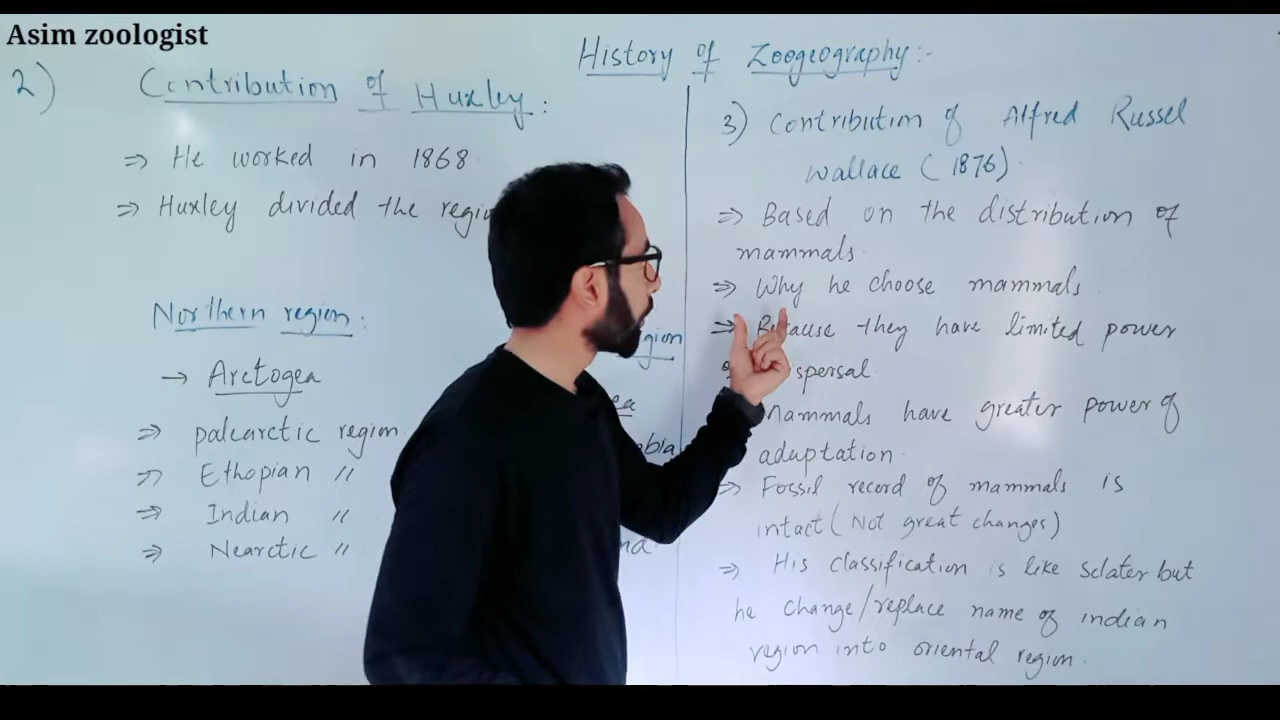 Asim zoologist
History of Zoogeography:-
2) Contribution of Huxley:
⇒ He worked in 1868
⇒ Huxley divided the regi
Northern region:
→ Arctogea
⇒ palearctic region
⇒ Ethopian "
⇒ Indian "
⇒ Nearctic "
gion
ea
bia
nd.
3) Contribution of Alfred Russel
wallace (1876)
⇒ Based on the distribution of
mammals.
⇒ Why he choose mammals
⇒ Because they have limited power
spersal
mammals have greater power of
adaptation.
⇒ Fossil record of mammals is
intact (Not great changes)
⇒ His classification is like sclater but
he change/replace name of indian
region into oriental region.